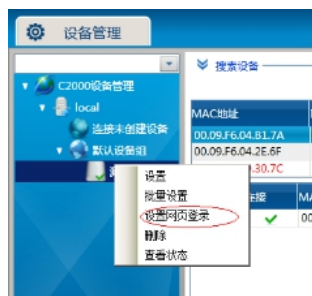 设备管理
搜索设备
C2000设备管理
local
连接未创建设备
默认设备组
MAC地址
00.09.F6.04.B1.7A
00.09.F6.04.2E.6F
.30.7C
设置
批量设置
设置网页登录
删除
查看状态
接
MA
00